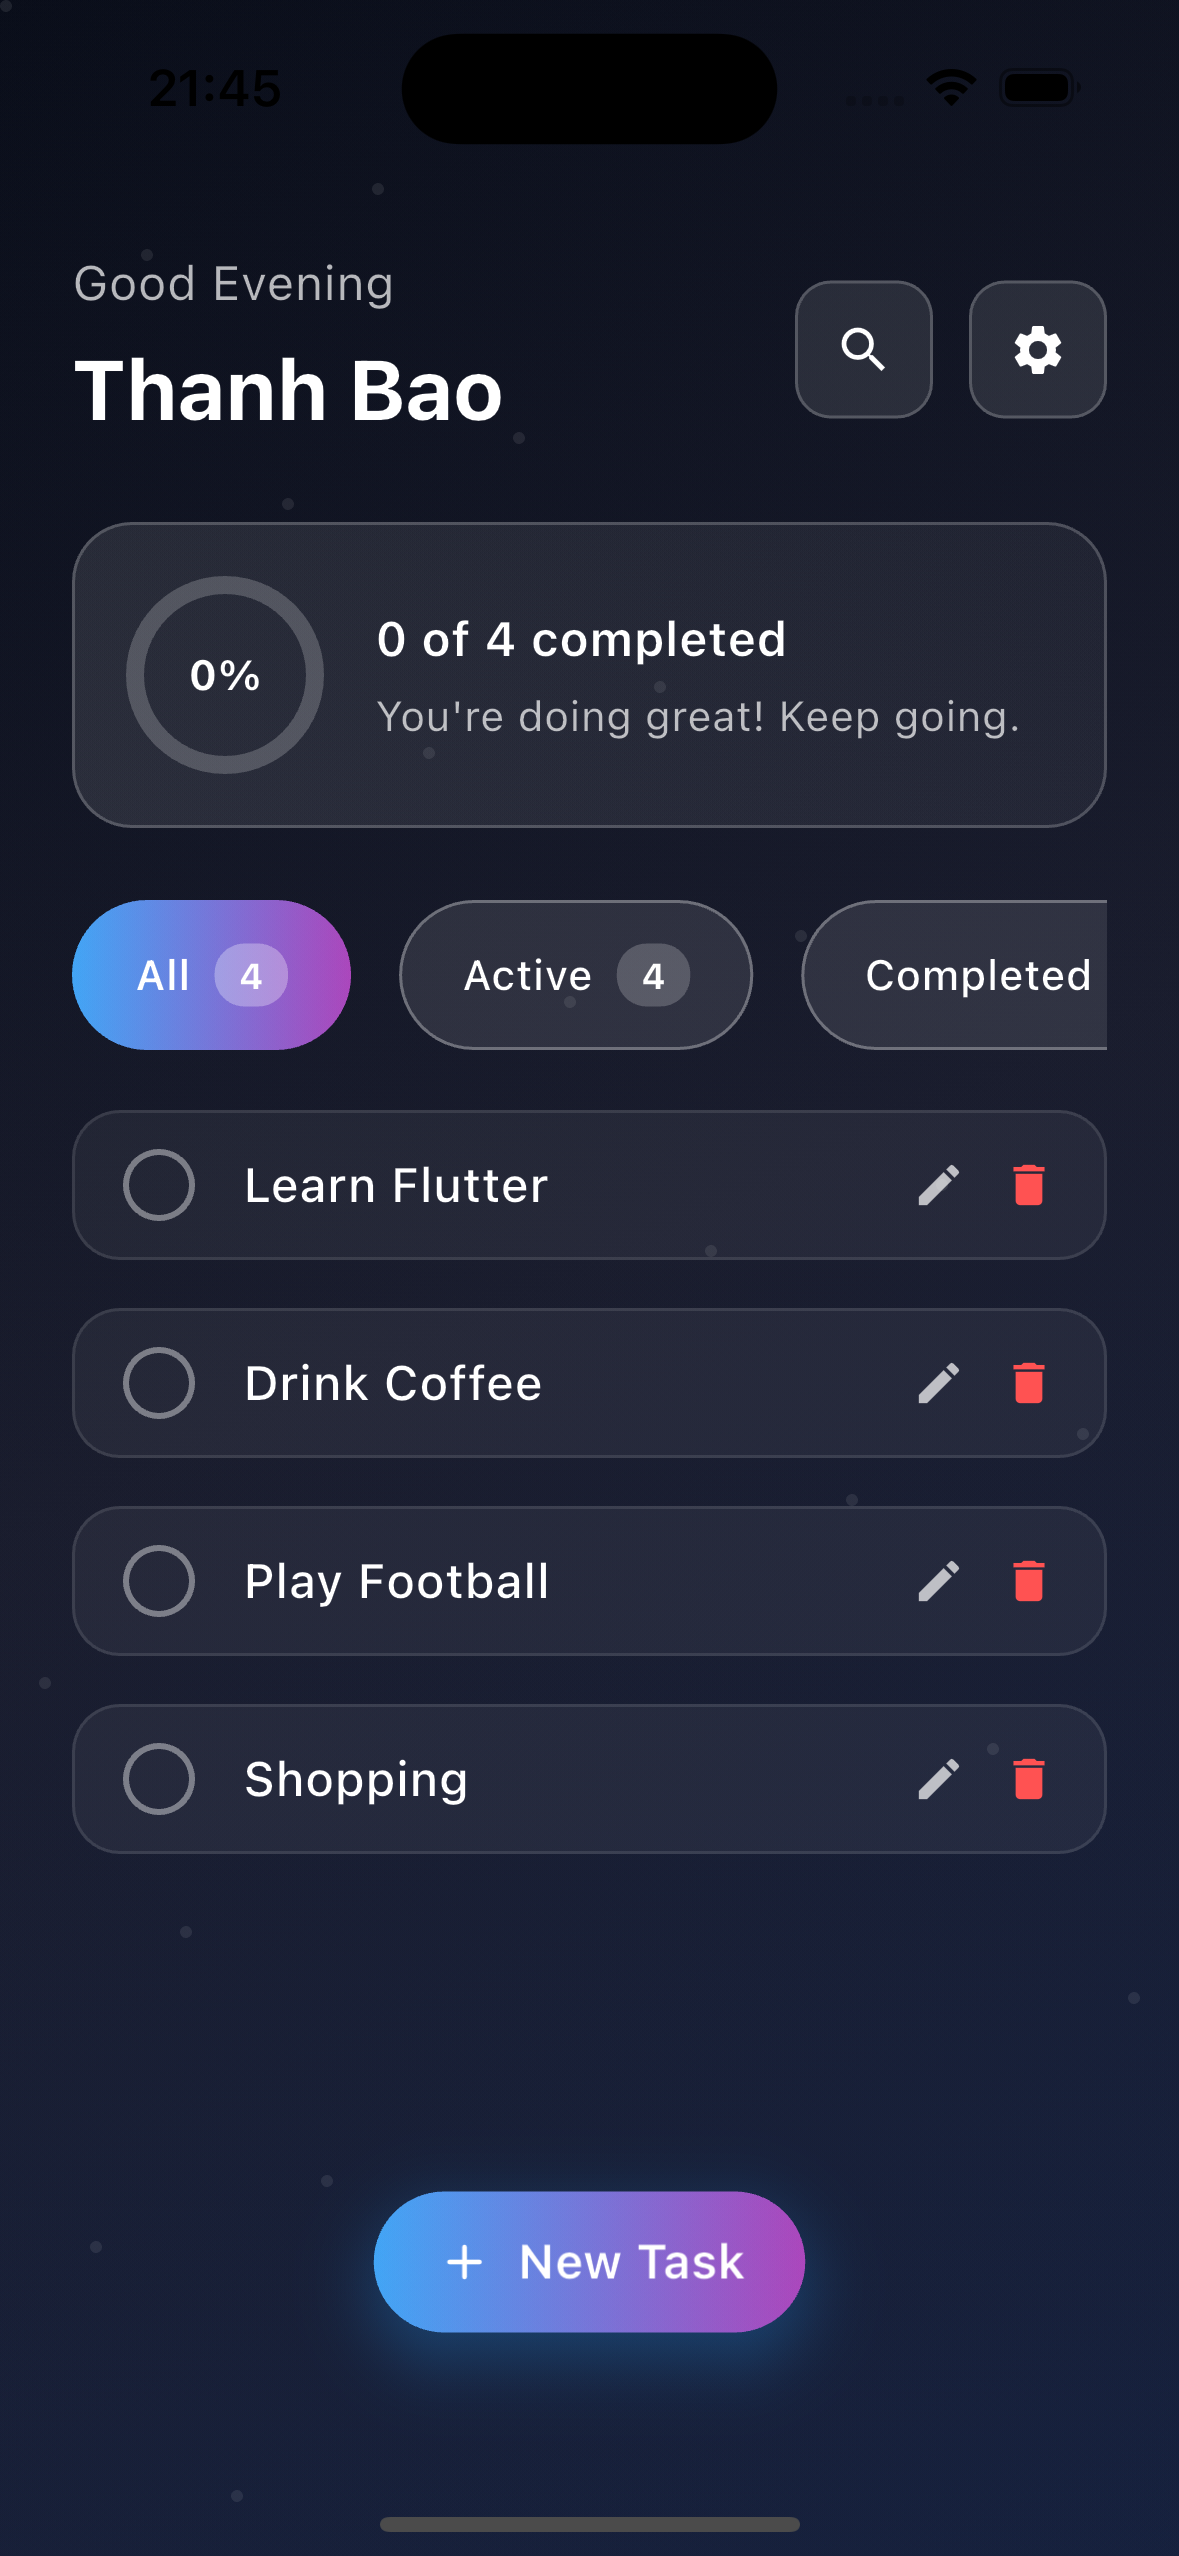 21:45
Good Evening
Thanh Bao
0%
0 of 4 completed
You're doing great! Keep going.
All 4
Active 4
Completed
Learn Flutter
Drink Coffee
Play Football
Shopping
+ New Task